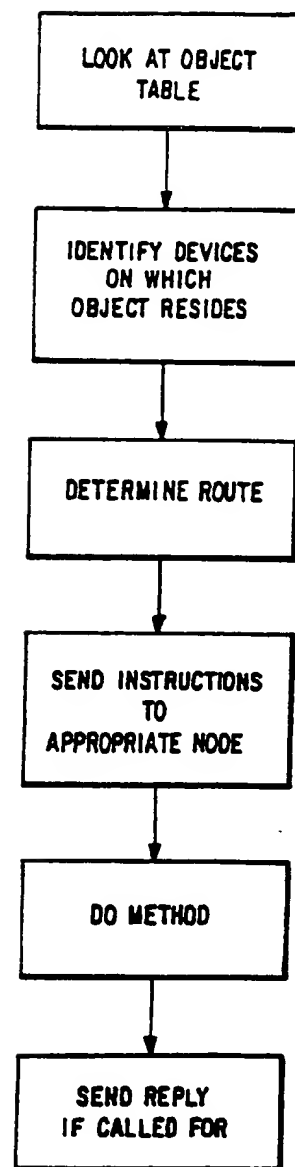 LOOK AT OBJECT
TABLE
IDENTIFY DEVICES
ON WHICH
OBJECT RESIDES
DETERMINE ROUTE
SEND INSTRUCTIONS
TO
APPROPRIATE NODE
DO METHOD
SEND REPLY
IF CALLED FOR